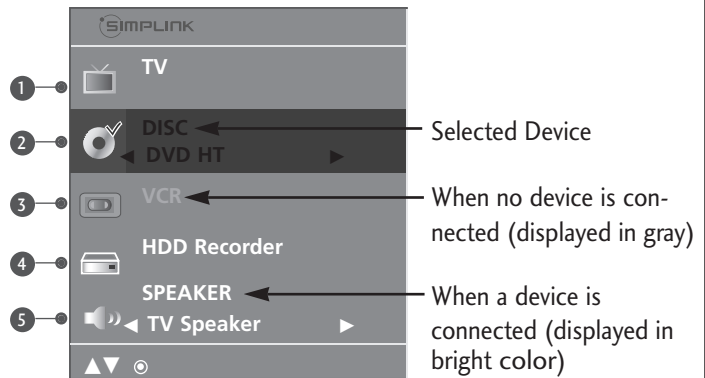 SIMPLINK
1
TV
2
DISC
◀ DVD HT ▶
Selected Device
3
VCR
When no device is con-
nected (displayed in gray)
4
HDD Recorder
5
SPEAKER
◀ TV Speaker ▶
When a device is
connected (displayed in
bright color)
▲▼ ◉